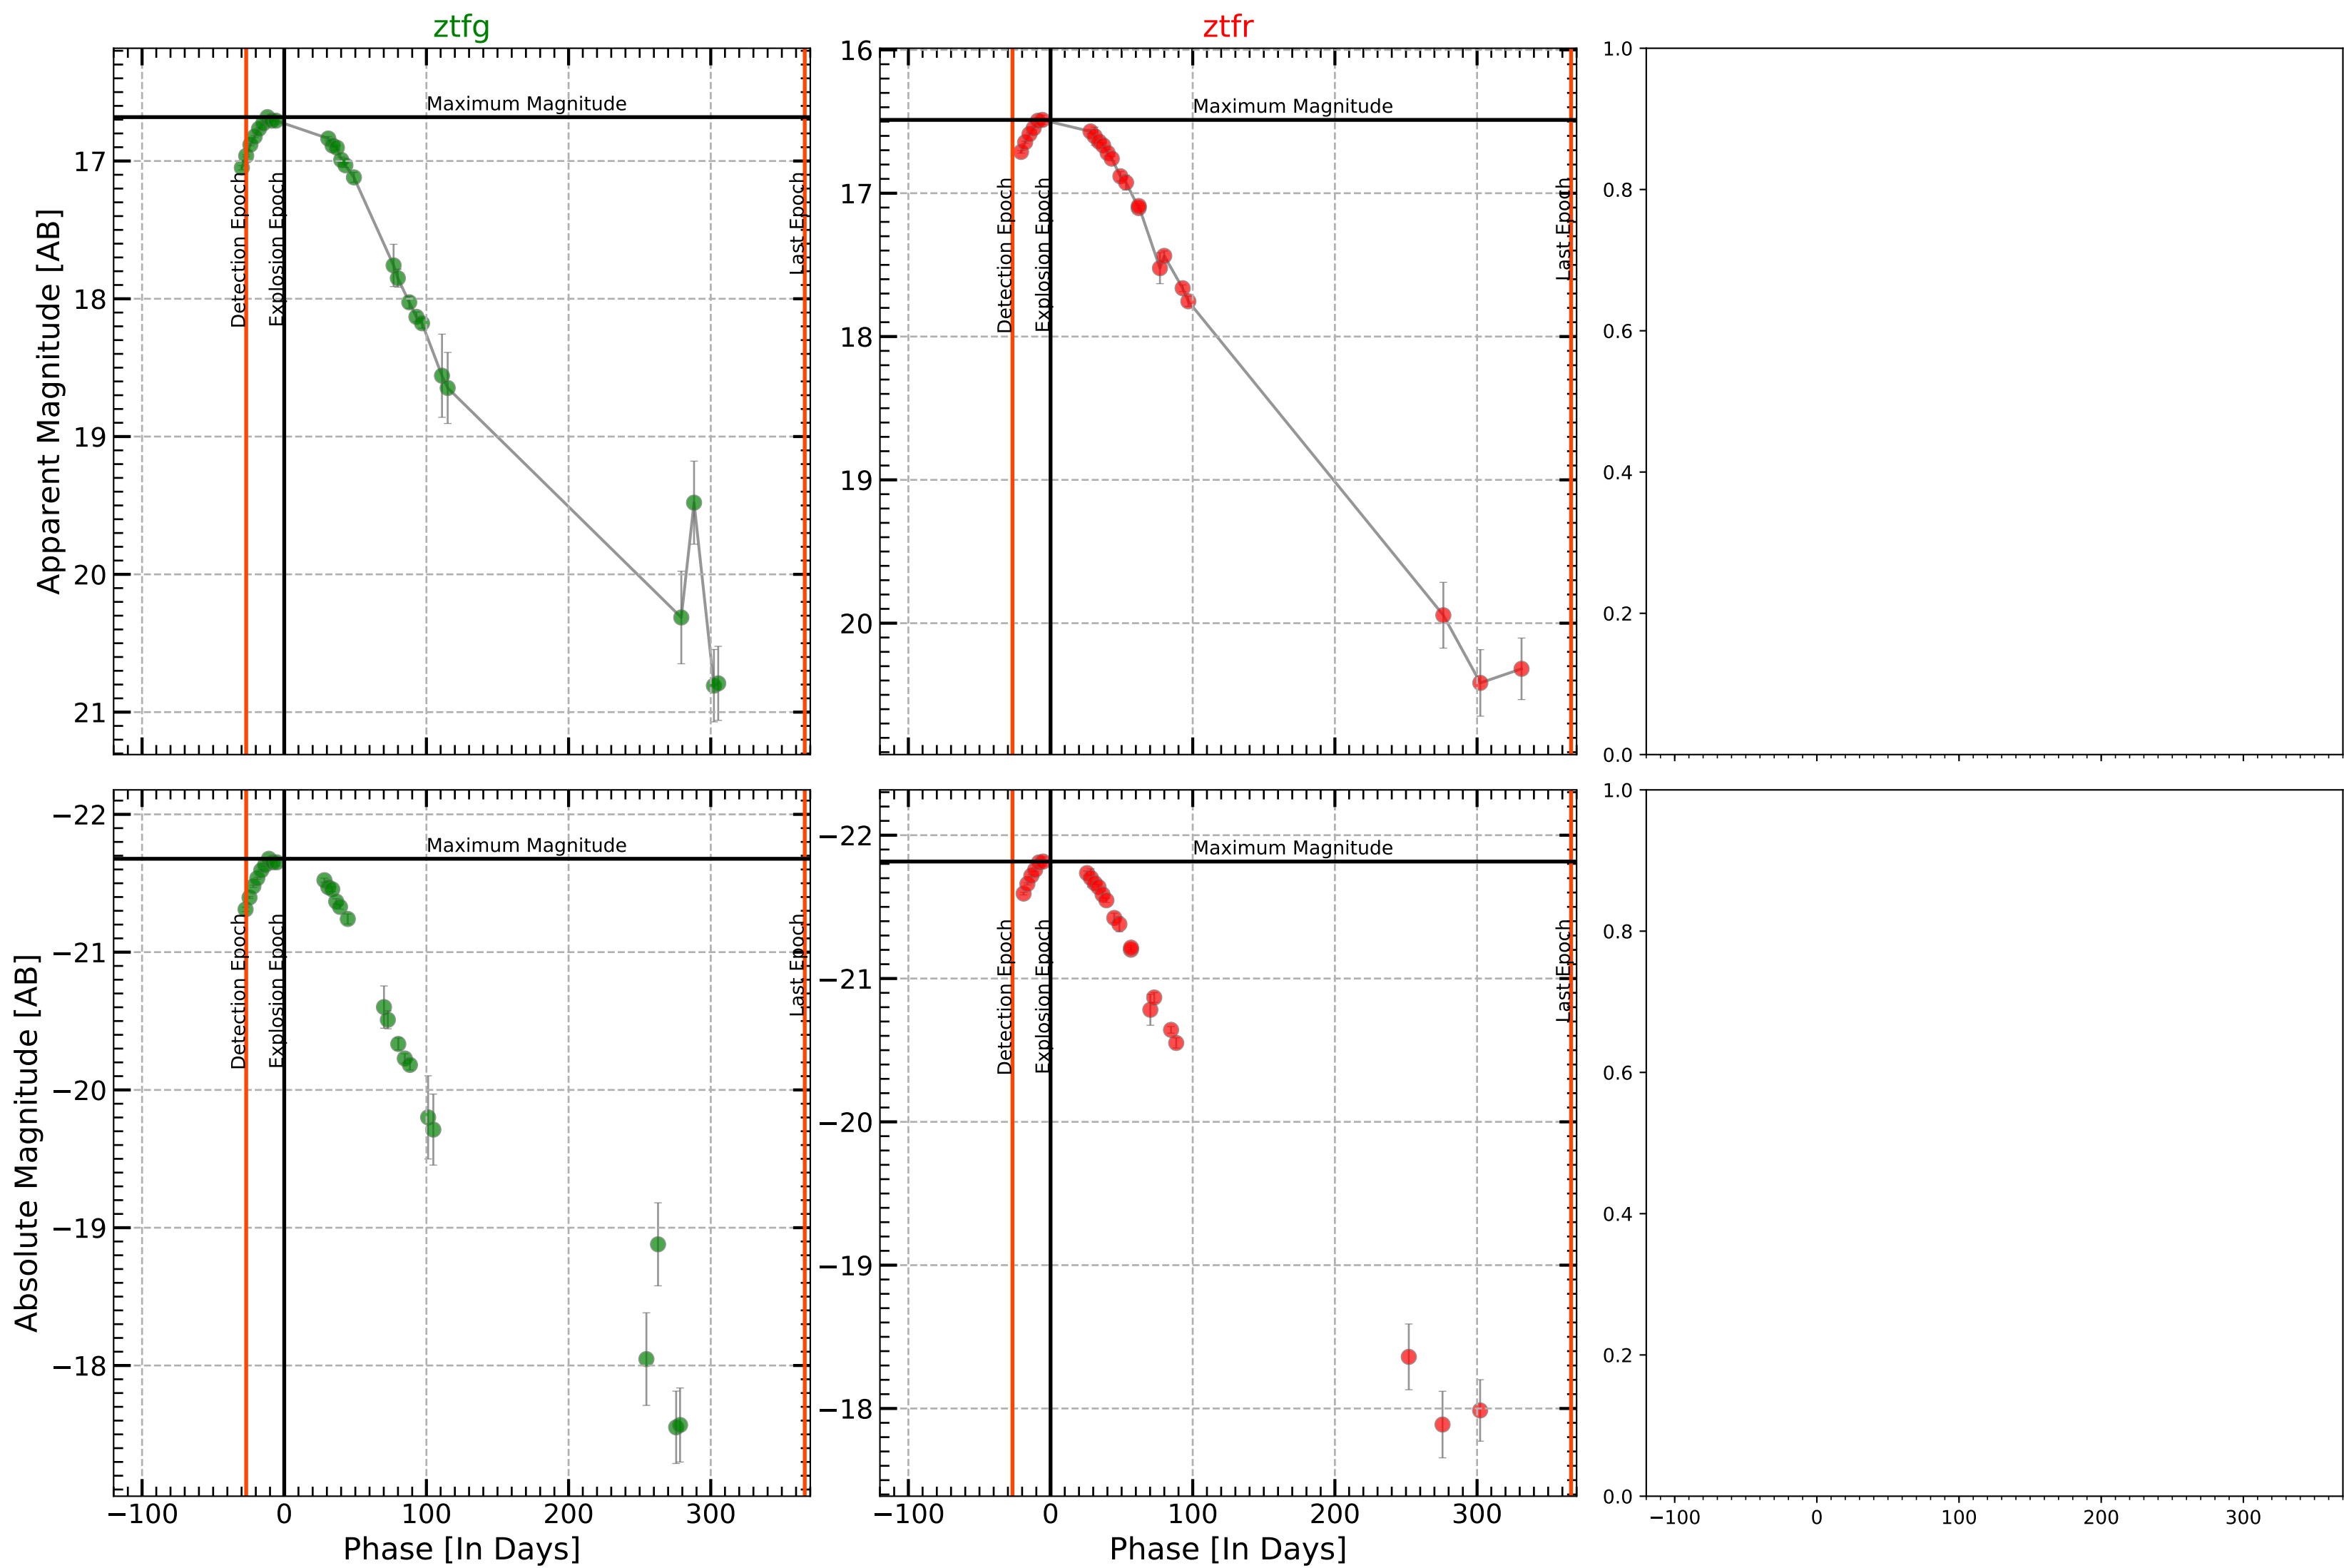 ztfg
ztfr
Apparent Magnitude [AB]
17
18
19
20
21
Maximum Magnitude
Detection Epoch
Explosion Epoch
Last Epoch
16
17
18
19
20
Maximum Magnitude
Detection Epoch
Explosion Epoch
Last Epoch
1.0
0.8
0.6
0.4
0.2
0.0
−100
0
100
200
300
Absolute Magnitude [AB]
−22
−21
−20
−19
−18
Maximum Magnitude
Detection Epoch
Explosion Epoch
Last Epoch
−100
0
100
200
300
Phase [In Days]
−22
−21
−20
−19
−18
Maximum Magnitude
Detection Epoch
Explosion Epoch
Last Epoch
−100
0
100
200
300
Phase [In Days]
1.0
0.8
0.6
0.4
0.2
0.0
−100
0
100
200
300